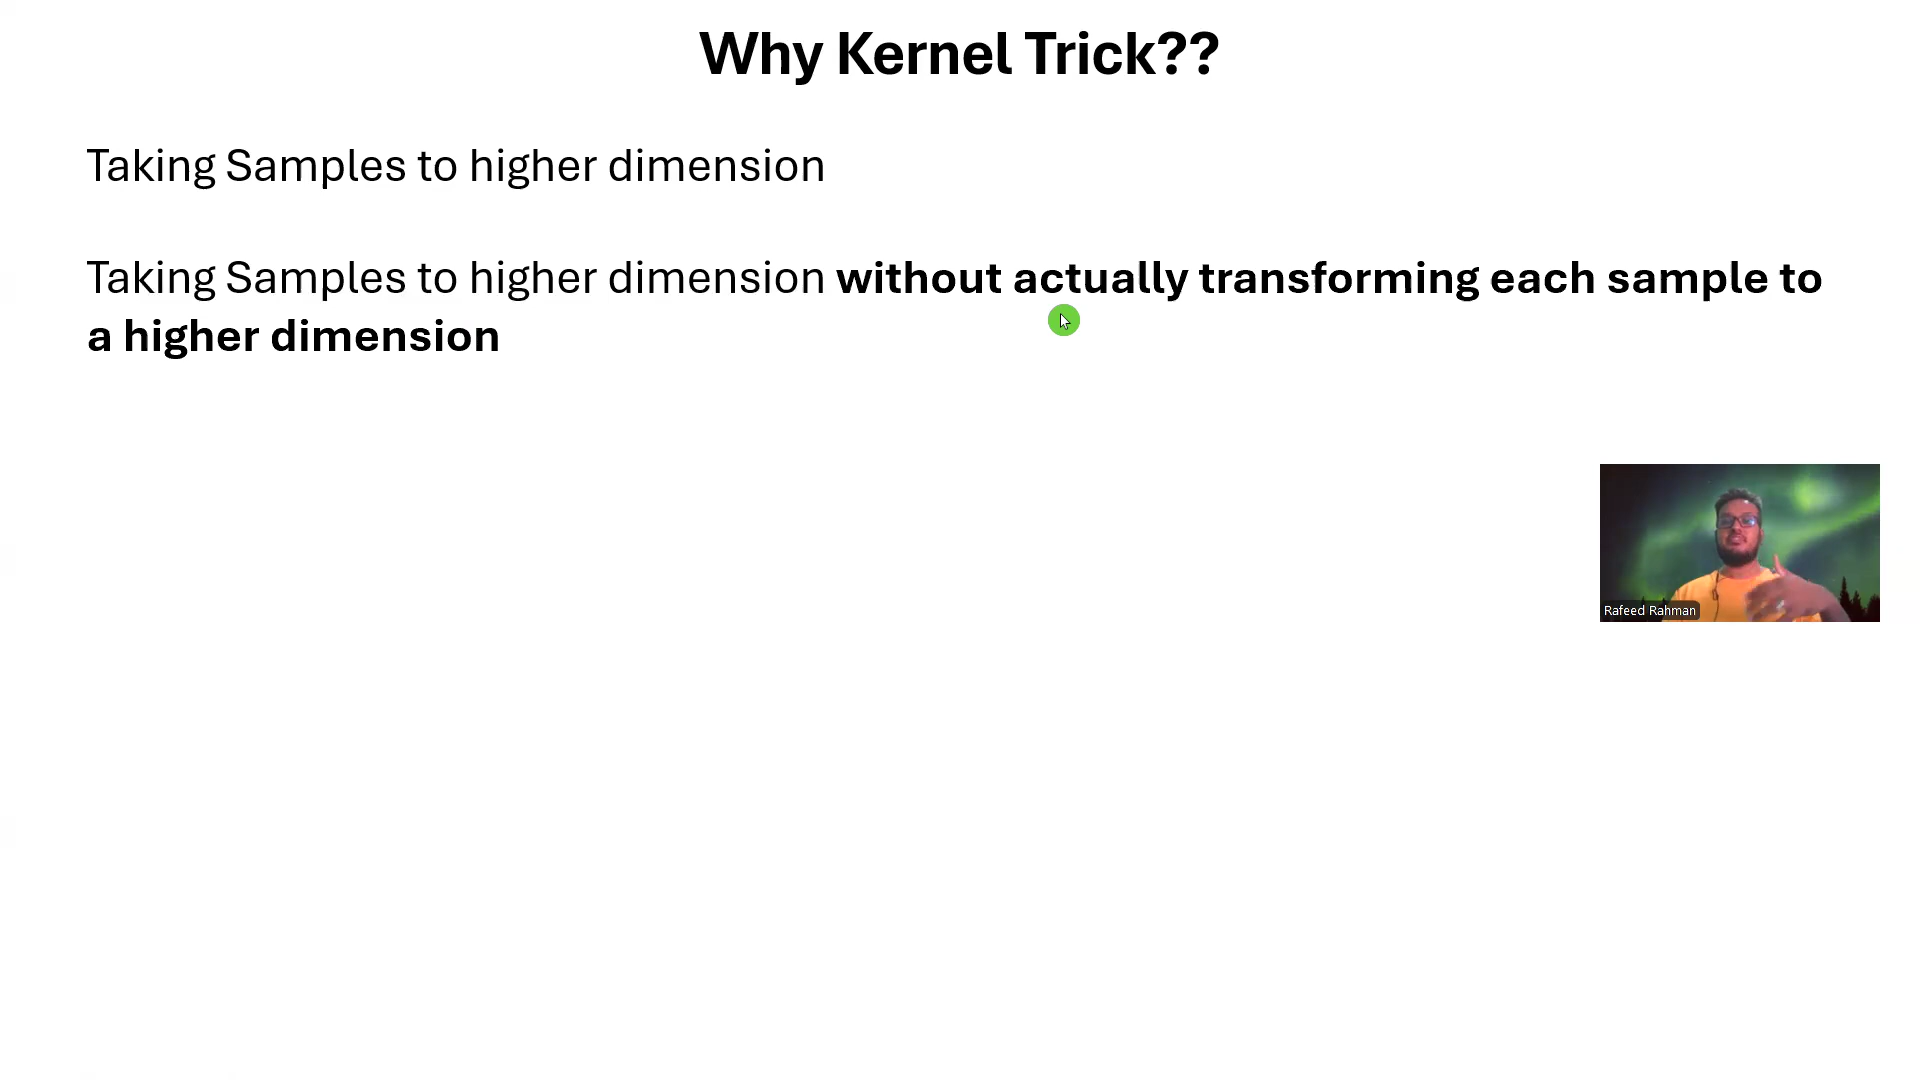 Why Kernel Trick??
Taking Samples to higher dimension
Taking Samples to higher dimension without actually transforming each sample to
a higher dimension
Rafeed Rahman